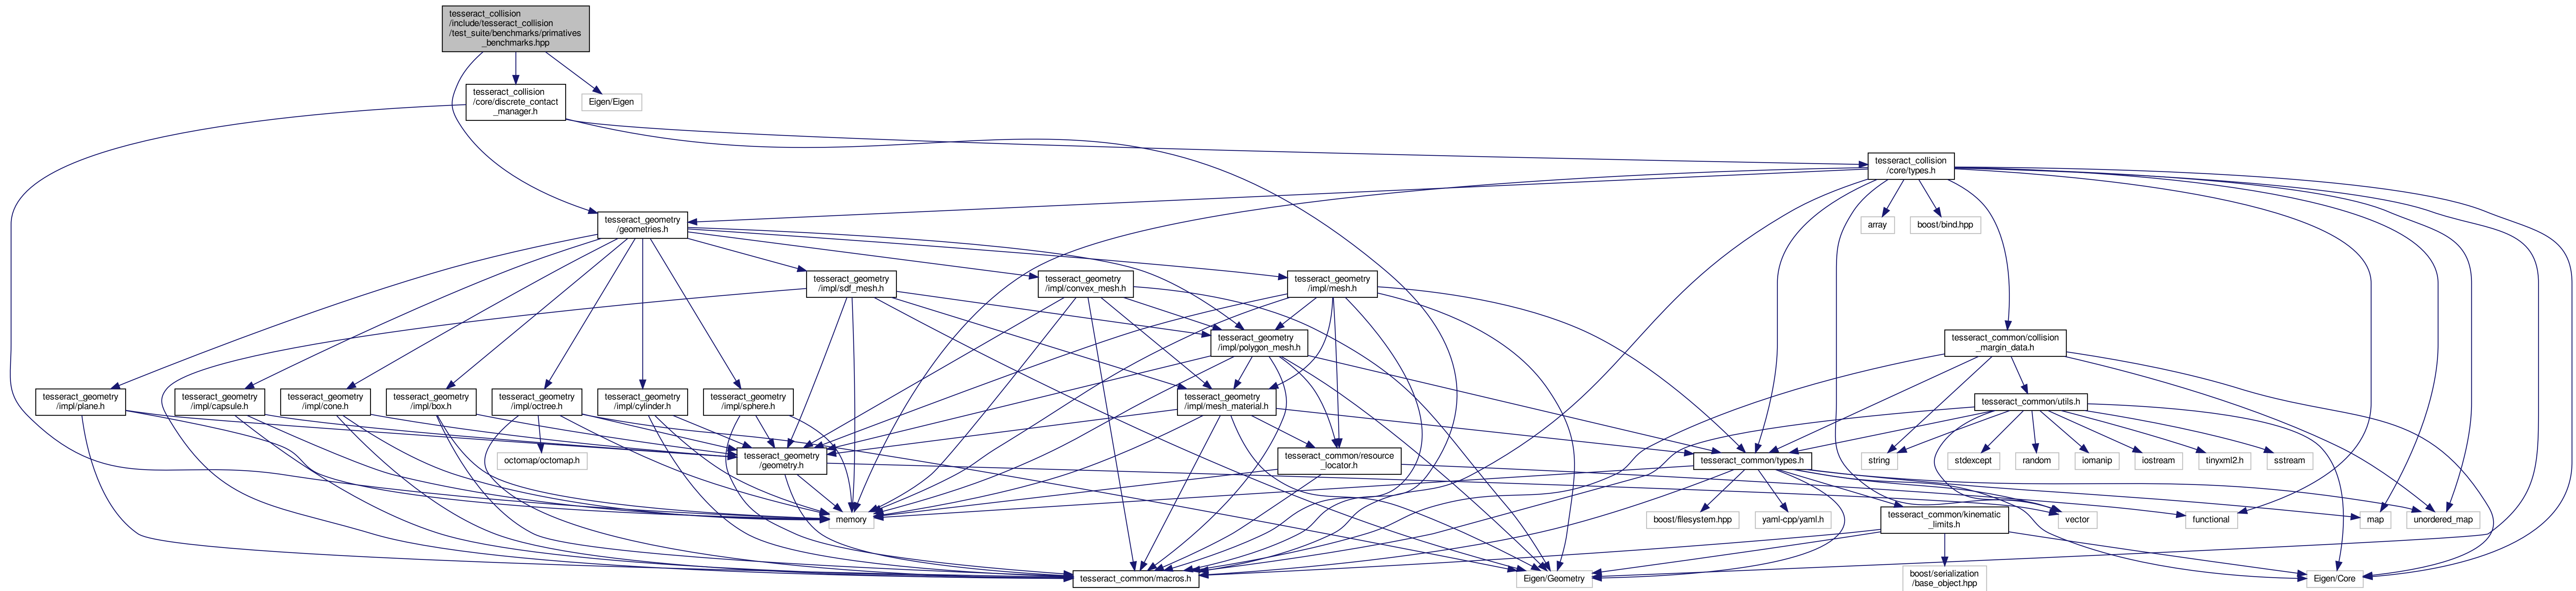 tesseract_collision
/include/tesseract_collision
/test_suite/benchmarks/primatives
_benchmarks.hpp
tesseract_collision
/core/discrete_contact
_manager.h
Eigen/Eigen
tesseract_collision
/core/types.h
tesseract_geometry
/geometries.h
array
boost/bind.hpp
tesseract_geometry
/impl/sdf_mesh.h
tesseract_geometry
/impl/convex_mesh.h
tesseract_geometry
/impl/mesh.h
tesseract_geometry
/impl/polygon_mesh.h
tesseract_common/collision
_margin_data.h
tesseract_geometry
/impl/plane.h
tesseract_geometry
/impl/capsule.h
tesseract_geometry
/impl/cone.h
tesseract_geometry
/impl/box.h
tesseract_geometry
/impl/octree.h
tesseract_geometry
/impl/cylinder.h
tesseract_geometry
/impl/sphere.h
tesseract_geometry
/impl/mesh_material.h
tesseract_common/utils.h
octomap/octomap.h
tesseract_geometry
/geometry.h
tesseract_common/resource
_locator.h
tesseract_common/types.h
string
stdexcept
random
iomanip
iostream
tinyxml2.h
sstream
memory
boost/filesystem.hpp
yaml-cpp/yaml.h
tesseract_common/kinematic
_limits.h
vector
functional
map
unordered_map
tesseract_common/macros.h
Eigen/Geometry
boost/serialization
/base_object.hpp
Eigen/Core